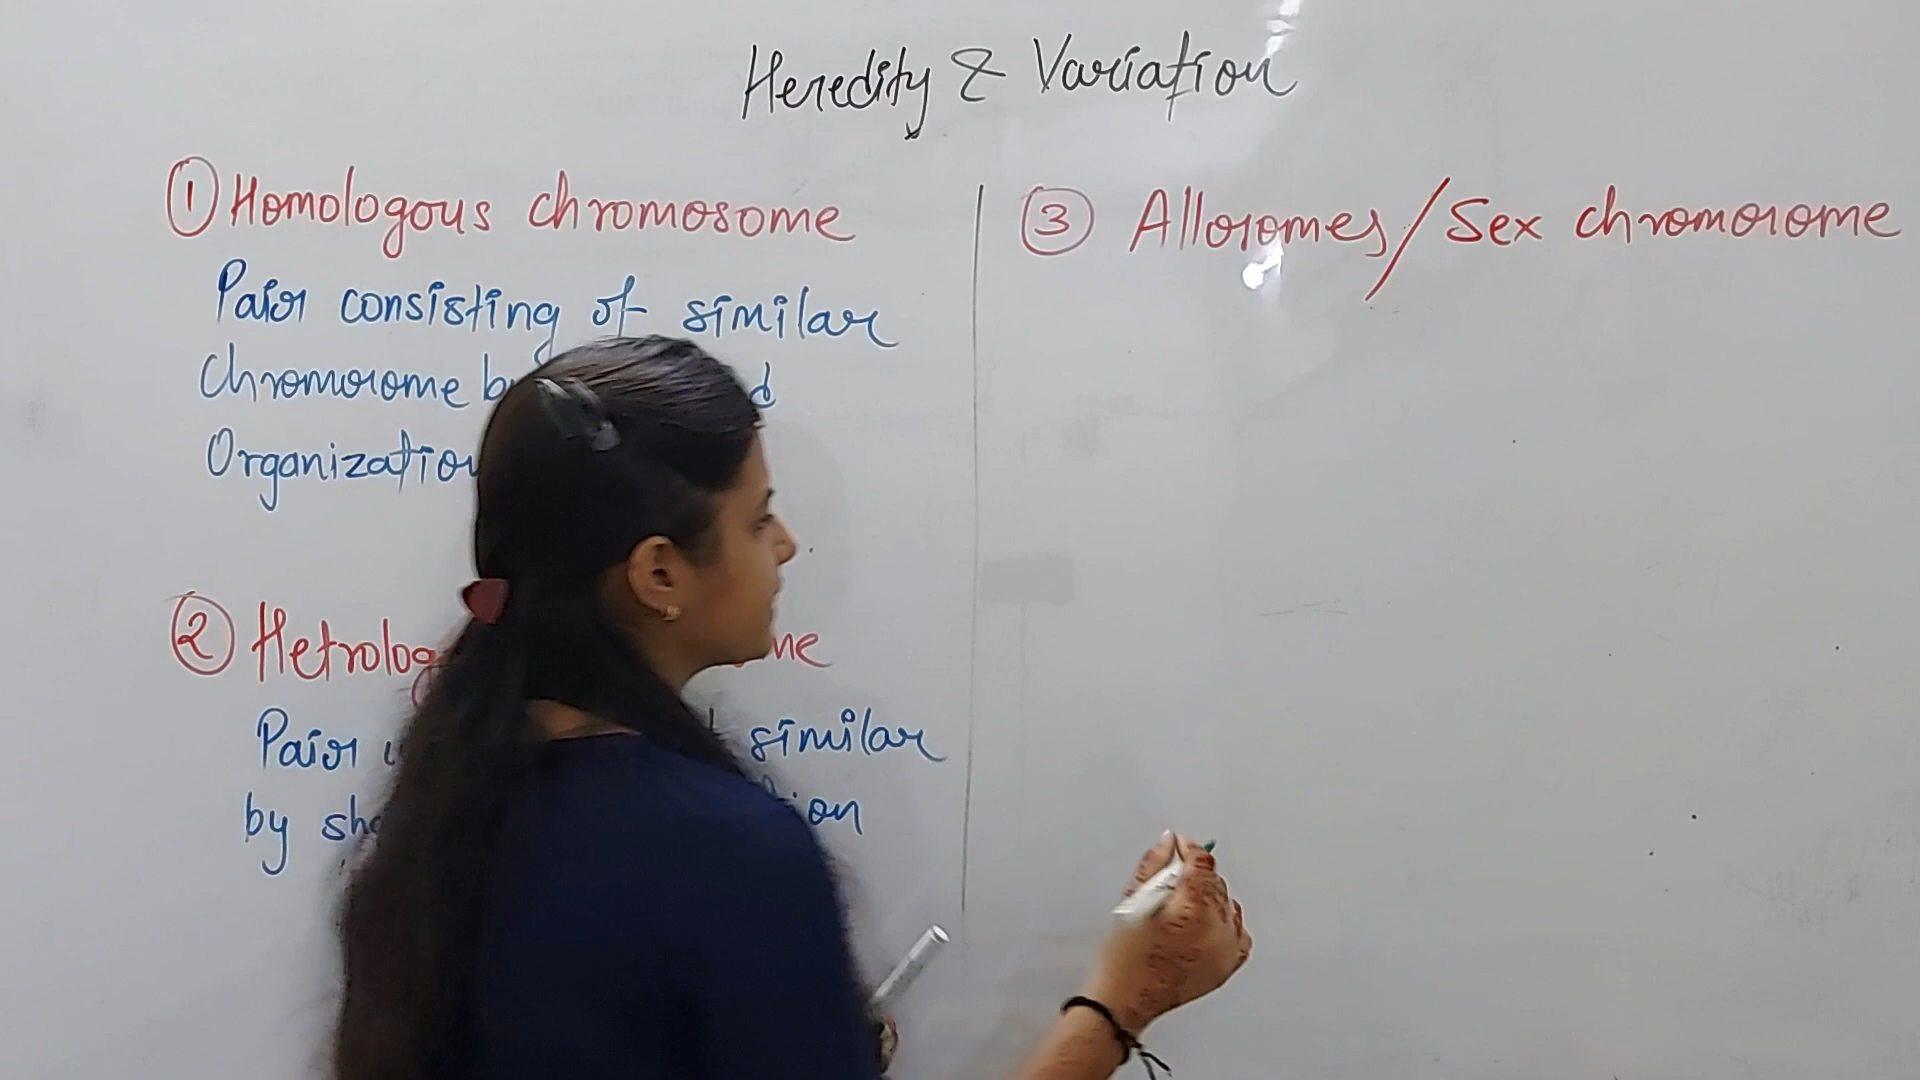 Heredity & Variation
① Homologous chromosome
Pair consisting of similar
Chromosome b
Organization
② Hetrolog
Pair similar
by
③ Allosomes/Sex chromosome